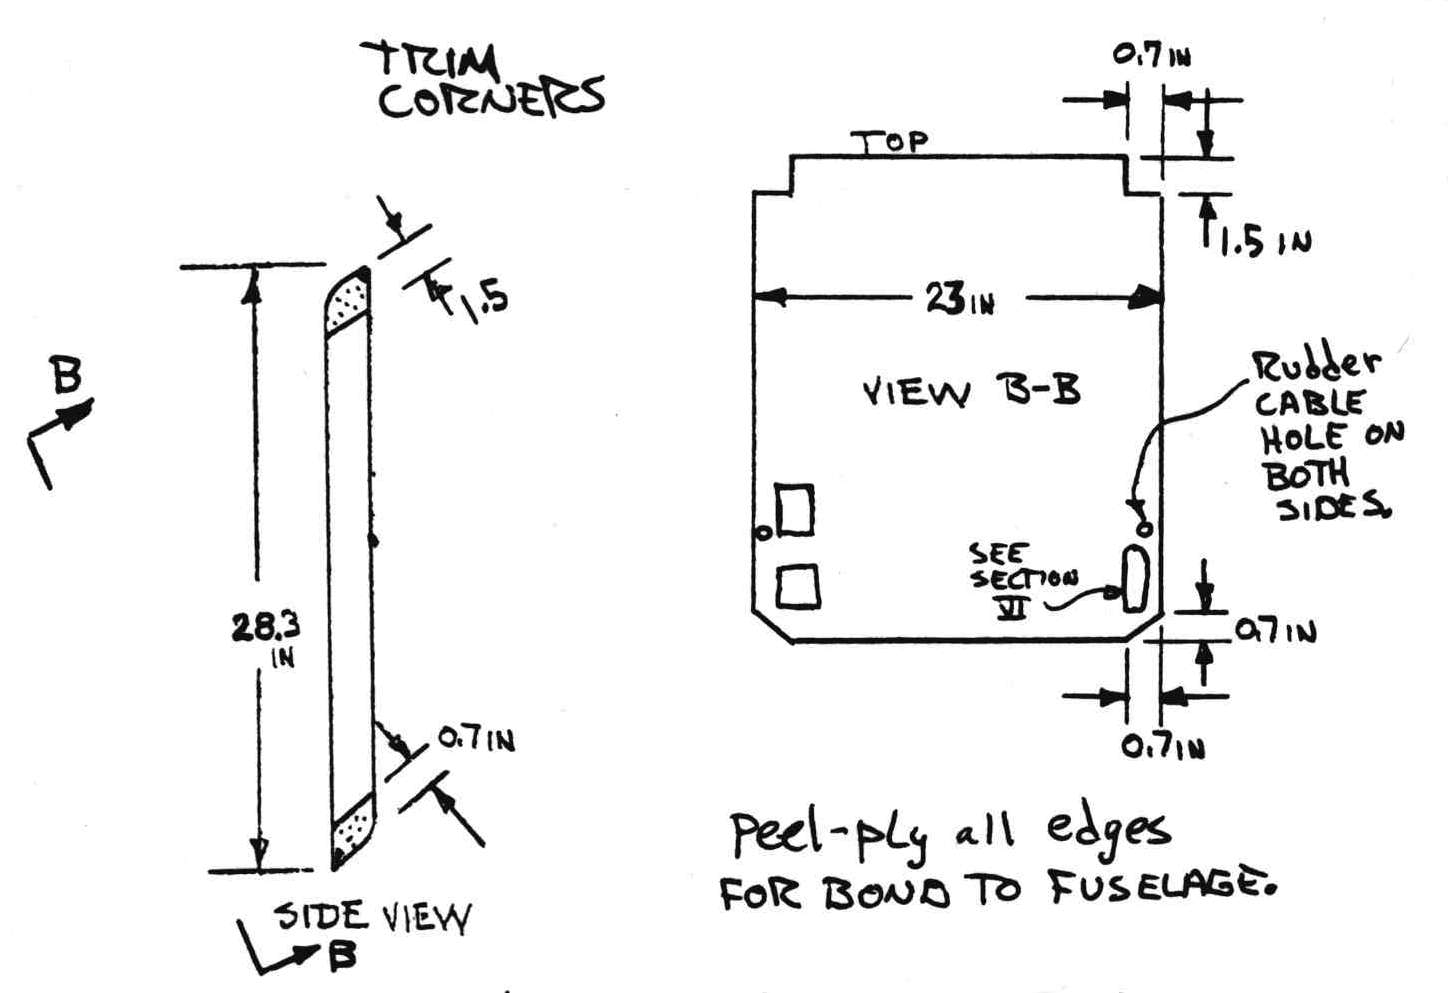 TRIM
CORNERS
0.7 IN
TOP
1.5 IN
1.5
23 IN
B
VIEW B-B
Rudder
CABLE
HOLE ON
BOTH
SIDES.
SEE
SECTION
VI
28.3
IN
0.7 IN
0.7 IN
0.7 IN
Peel-ply all edges
FOR BOND TO FUSELAGE.
SIDE VIEW
B